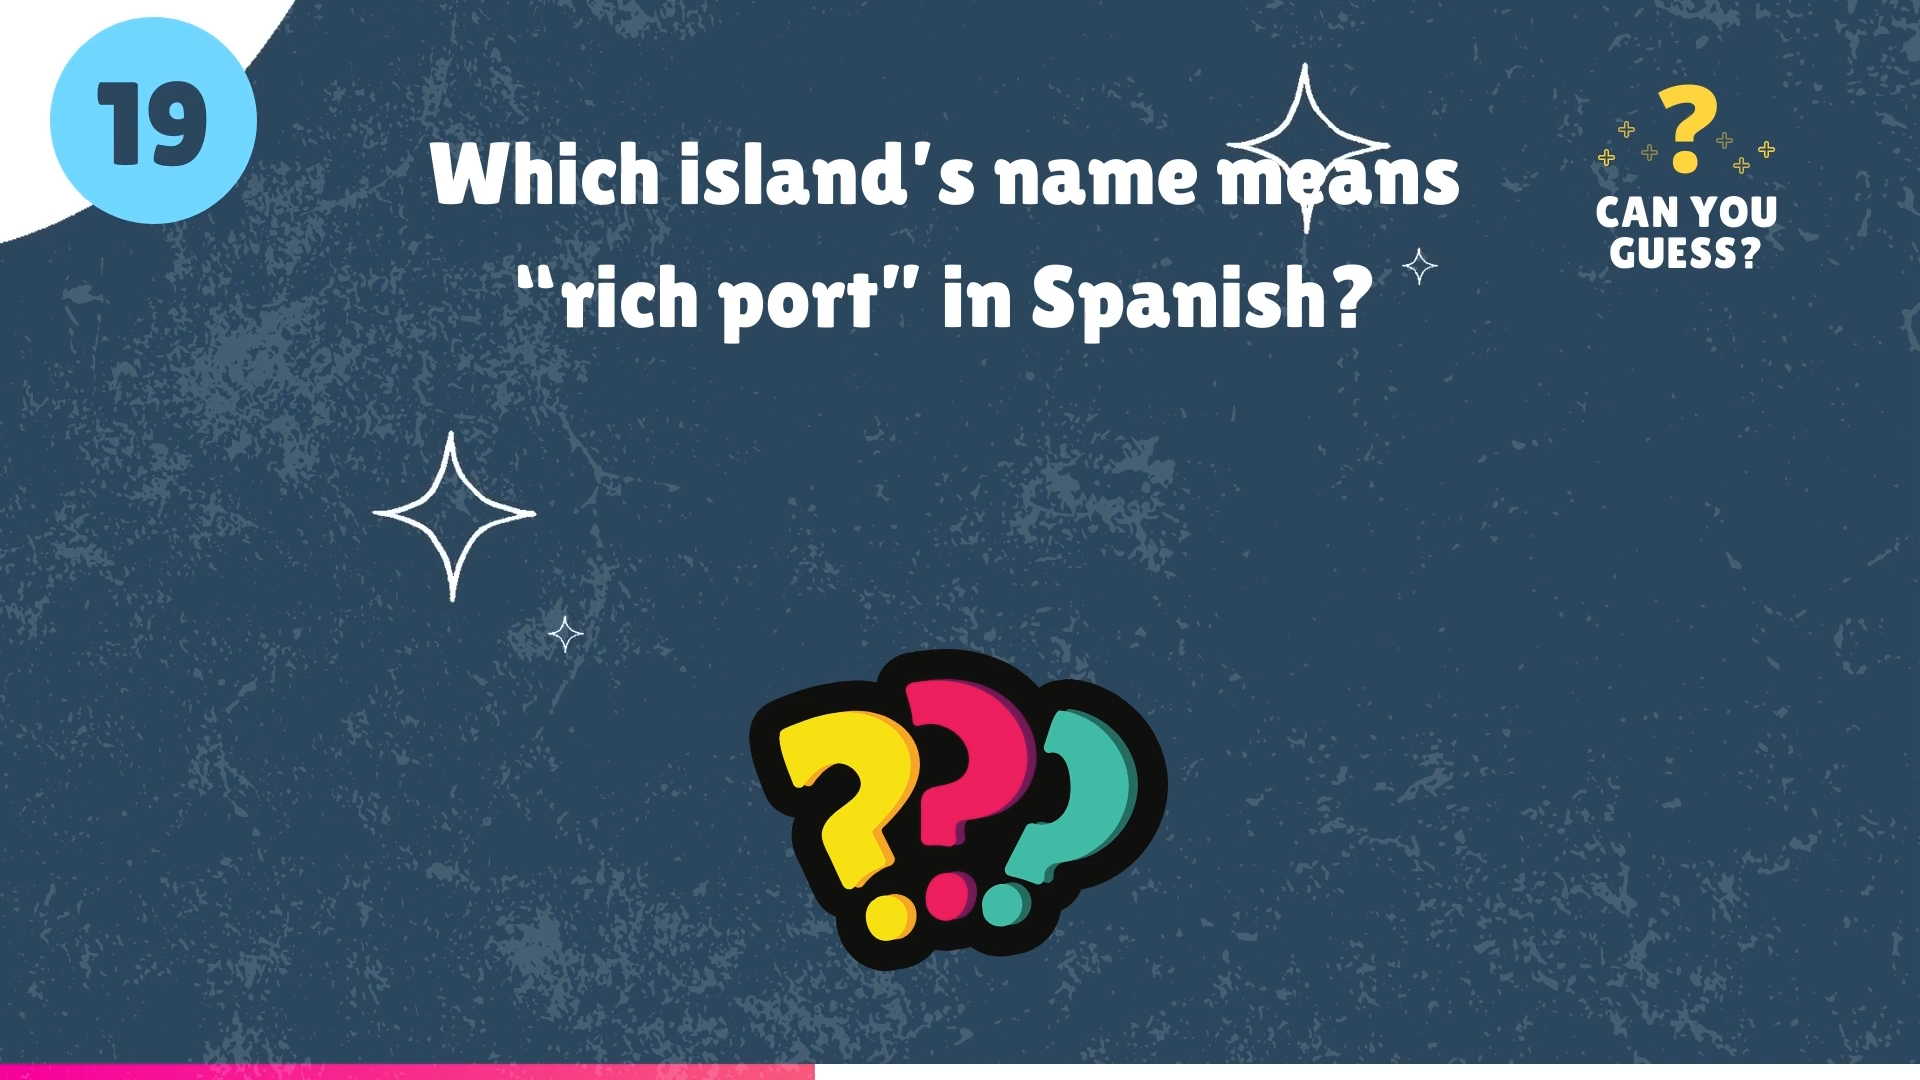 19
Which island's name means
“rich port” in Spanish?
?
CAN YOU
GUESS?
???